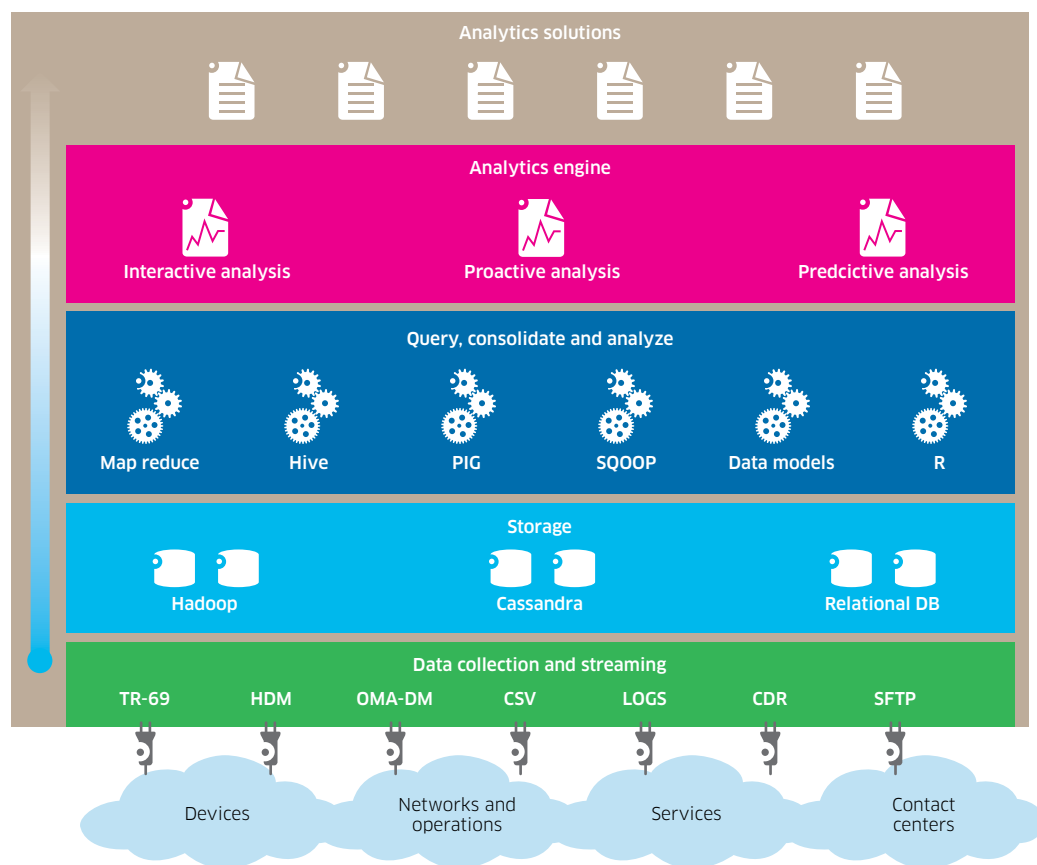 Analytics solutions
Analytics engine
Interactive analysis
Proactive analysis
Predcictive analysis
Query, consolidate and analyze
Map reduce
Hive
PIG
SQOOP
Data models
R
Storage
Hadoop
Cassandra
Relational DB
Data collection and streaming
TR-69
HDM
OMA-DM
CSV
LOGS
CDR
SFTP
Devices
Networks and
operations
Services
Contact
centers